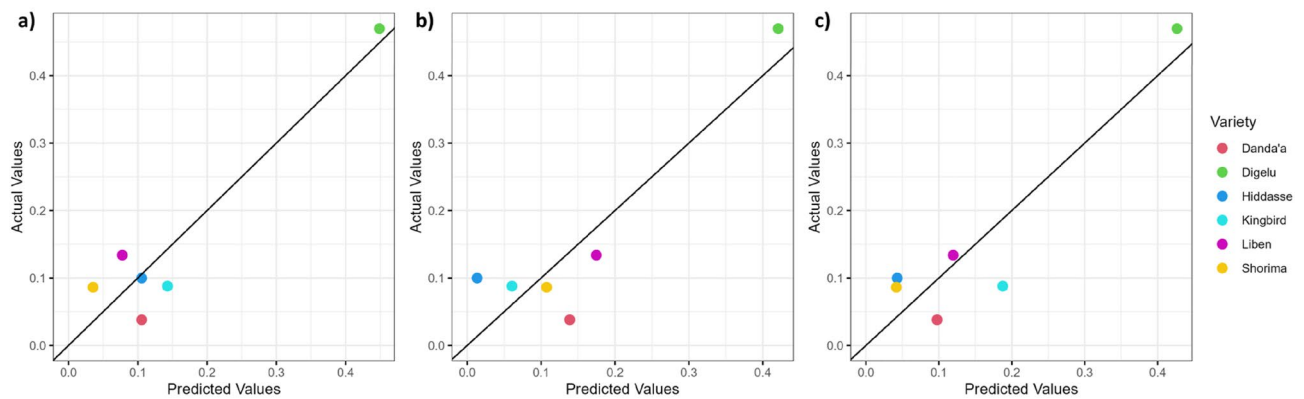 a)
Actual Values
0.4
0.3
0.2
0.1
0.0
0.0 0.1 0.2 0.3 0.4
Predicted Values
b)
Actual Values
0.4
0.3
0.2
0.1
0.0
0.0 0.1 0.2 0.3 0.4
Predicted Values
c)
Actual Values
0.4
0.3
0.2
0.1
0.0
0.0 0.1 0.2 0.3 0.4
Predicted Values
Variety
Danda'a
Digelu
Hiddasse
Kingbird
Liben
Shorima